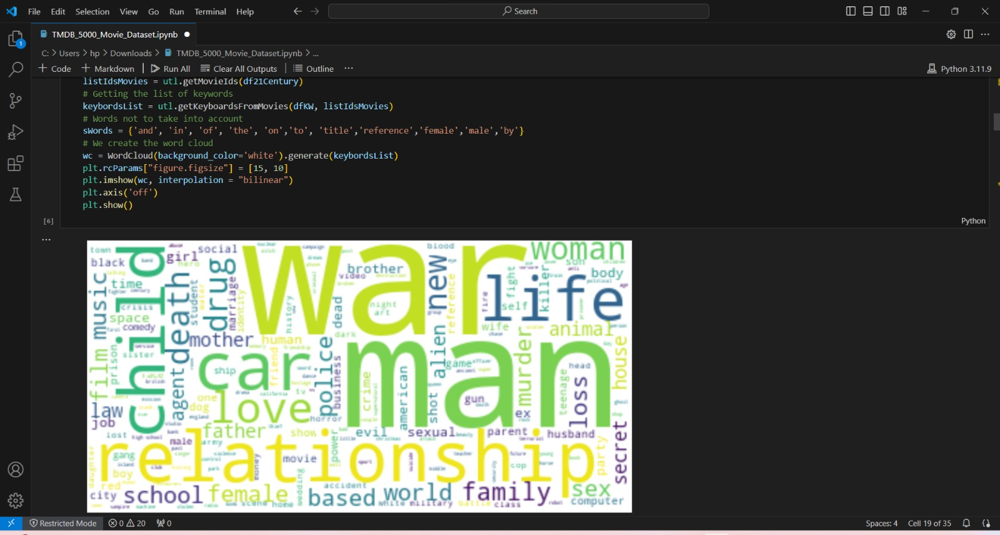 File Edit Selection View Go Run Terminal Help Search
TMDB_5000_Movie_Dataset.ipynb
1
C: > Users > hp > Downloads > TMDB_5000_Movie_Dataset.ipynb > ...
+ Code + Markdown Run All Clear All Outputs Outline ... Python 3.11.9
listIdsMovies = utl.getMovieIds(df21Century)
# Getting the list of keywords
keybordsList = utl.getKeyboardsFromMovies(dfKW, listIdsMovies)
# Words not to take into account
sWords = {'and', 'in', 'of', 'the', 'on','to', 'title','reference','female','male','by'}
# We create the word cloud
wc = WordCloud(background_color='white').generate(keybordsList)
plt.rcParams["figure.figsize"] = [15, 10]
plt.imshow(wc, interpolation = "bilinear")
plt.axis('off')
plt.show()
[6] Python
...
town girl social war blood woman
black hero child drug brother new son
time video life body
music death student marriage identity history night art dead reference fire fight self killer
space crisis comedy mother human dark wife animal
film prison sister agent car ship friend police business man alien game murder head house
law one dog love tv crime american shot gun teenage loss
job horror ex
lost high school father show power evil sexual parent husband
male army relationship party secret
gang movie money cop
daughter boy
red accident
city school female wedding based world family sex
scene home white military battle class computer
Restricted Mode 0 20 0 Spaces: 4 Cell 19 of 35